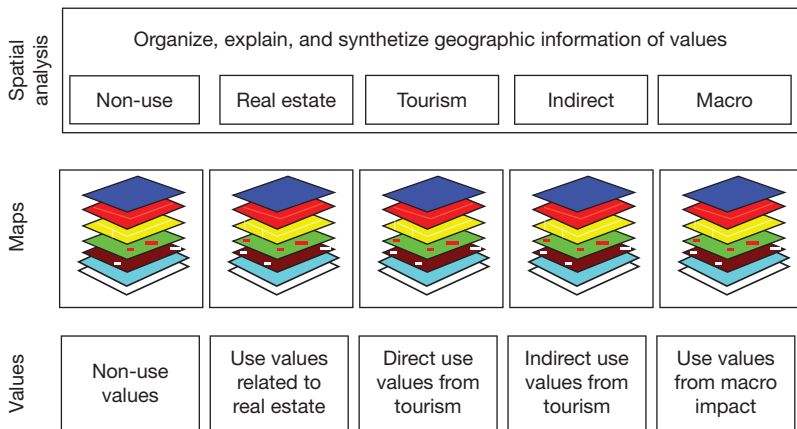 Spatial
analysis
Organize, explain, and synthetize geographic information of values
Non-use
Real estate
Tourism
Indirect
Macro
Maps
Values
Non-use
values
Use values
related to
real estate
Direct use
values from
tourism
Indirect use
values from
tourism
Use values
from macro
impact